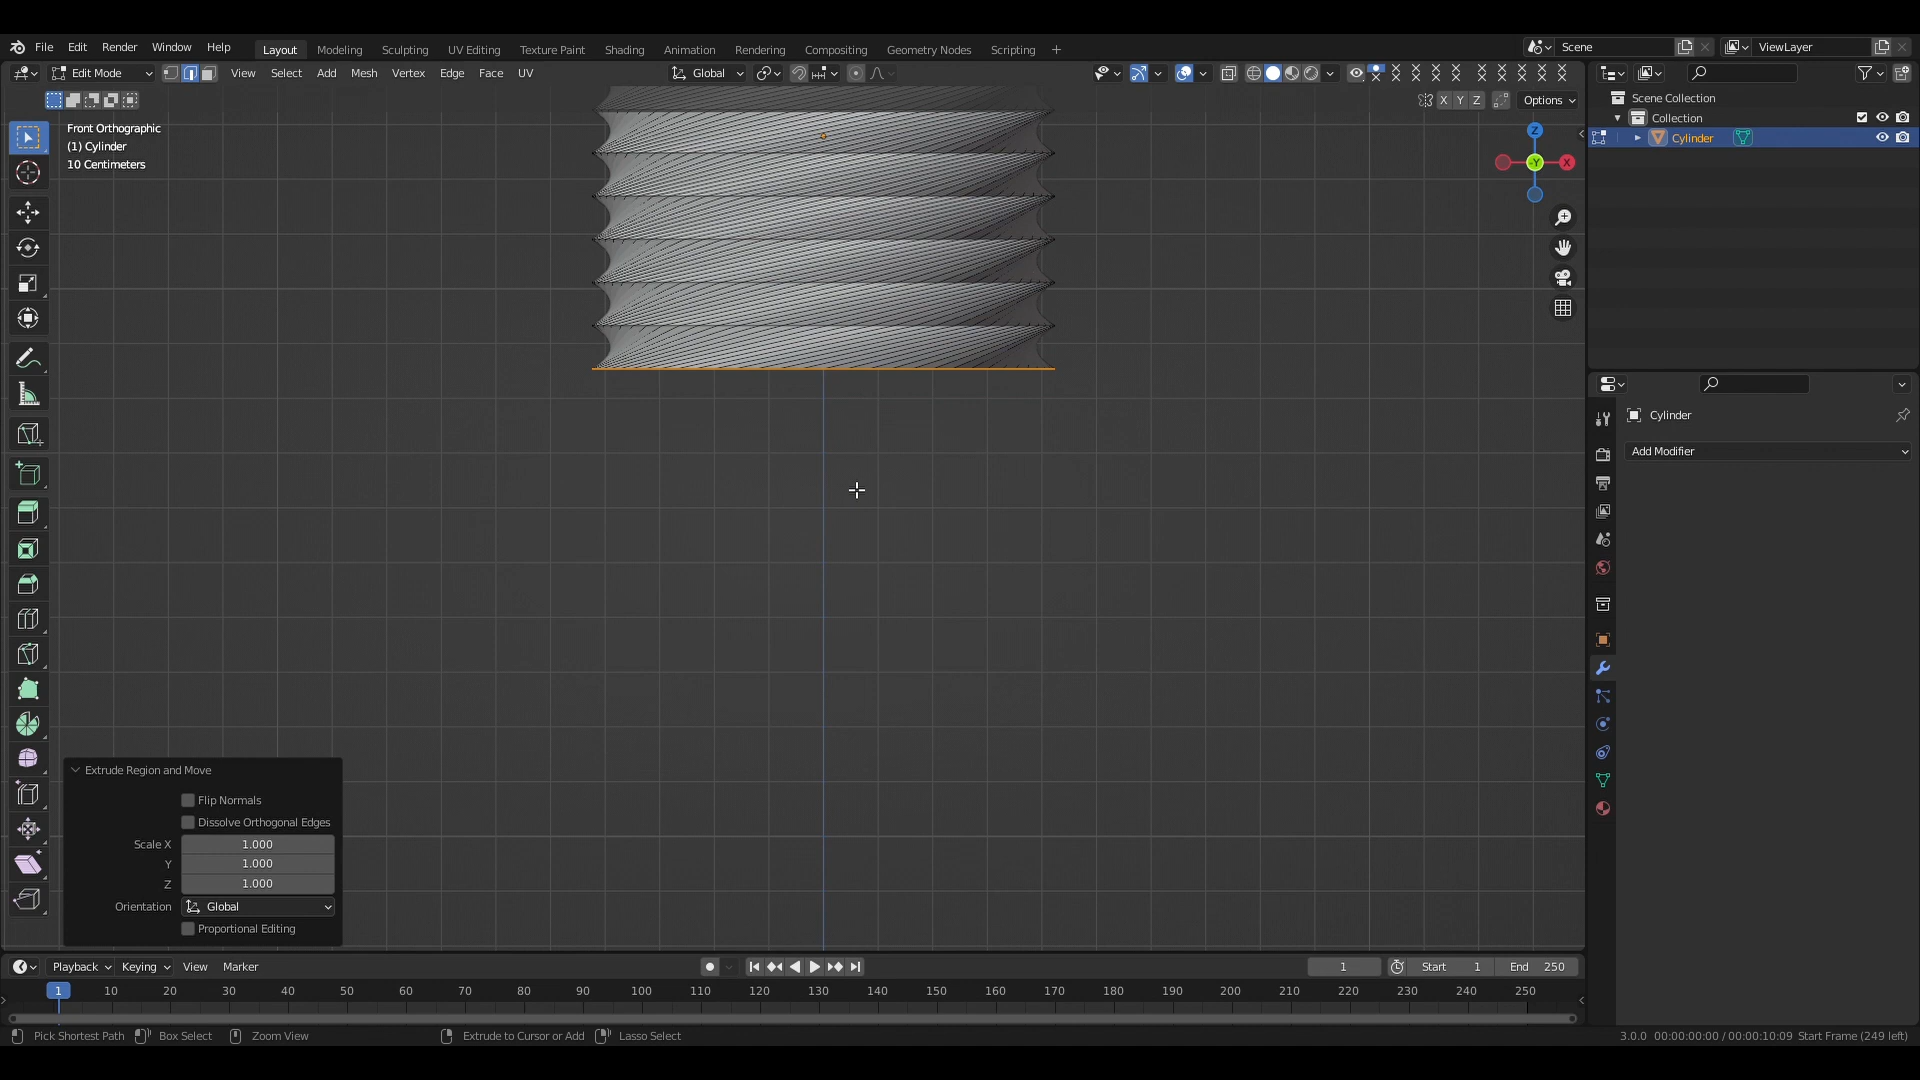 File Edit Render Window Help Layout Modeling Sculpting UV Editing Texture Paint Shading Animation Rendering Compositing Geometry Nodes Scripting + Scene ViewLayer
Edit Mode View Select Add Mesh Vertex Edge Face UV Global
X Y Z Options
Scene Collection
Collection
Cylinder
Front Orthographic
(1) Cylinder
10 Centimeters
Z
-Y X
Cylinder
Add Modifier
Extrude Region and Move
Flip Normals
Dissolve Orthogonal Edges
Scale X 1.000
Y 1.000
Z 1.000
Orientation Global
Proportional Editing
Playback Keying View Marker 1 Start 1 End 250
1 10 20 30 40 50 60 70 80 90 100 110 120 130 140 150 160 170 180 190 200 210 220 230 240 250
Pick Shortest Path Box Select Zoom View Extrude to Cursor or Add Lasso Select 3.0.0 00:00:00:00 / 00:00:10:09 Start Frame (249 left)